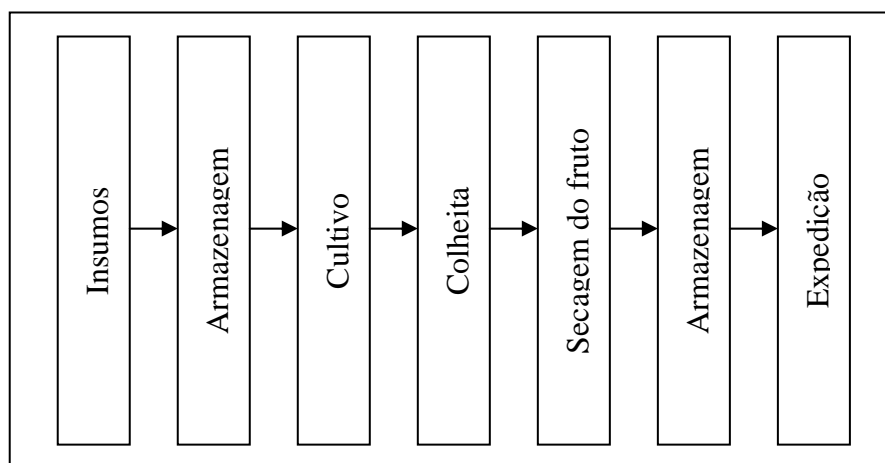 Insumos
Armazenagem
Cultivo
Colheita
Secagem do fruto
Armazenagem
Expedição